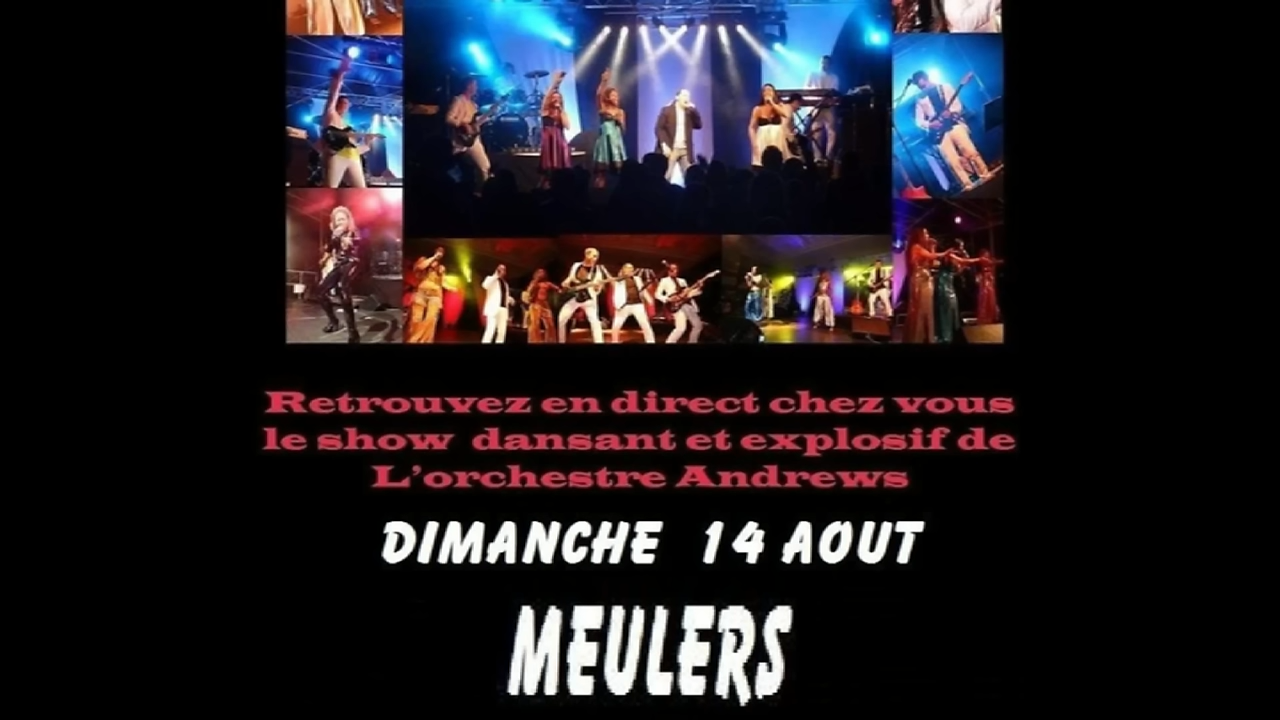 Retrouvez en direct chez vous
le show dansant et explosif de
L'orchestre Andrews
DIMANCHE 14 AOUT
MEULERS